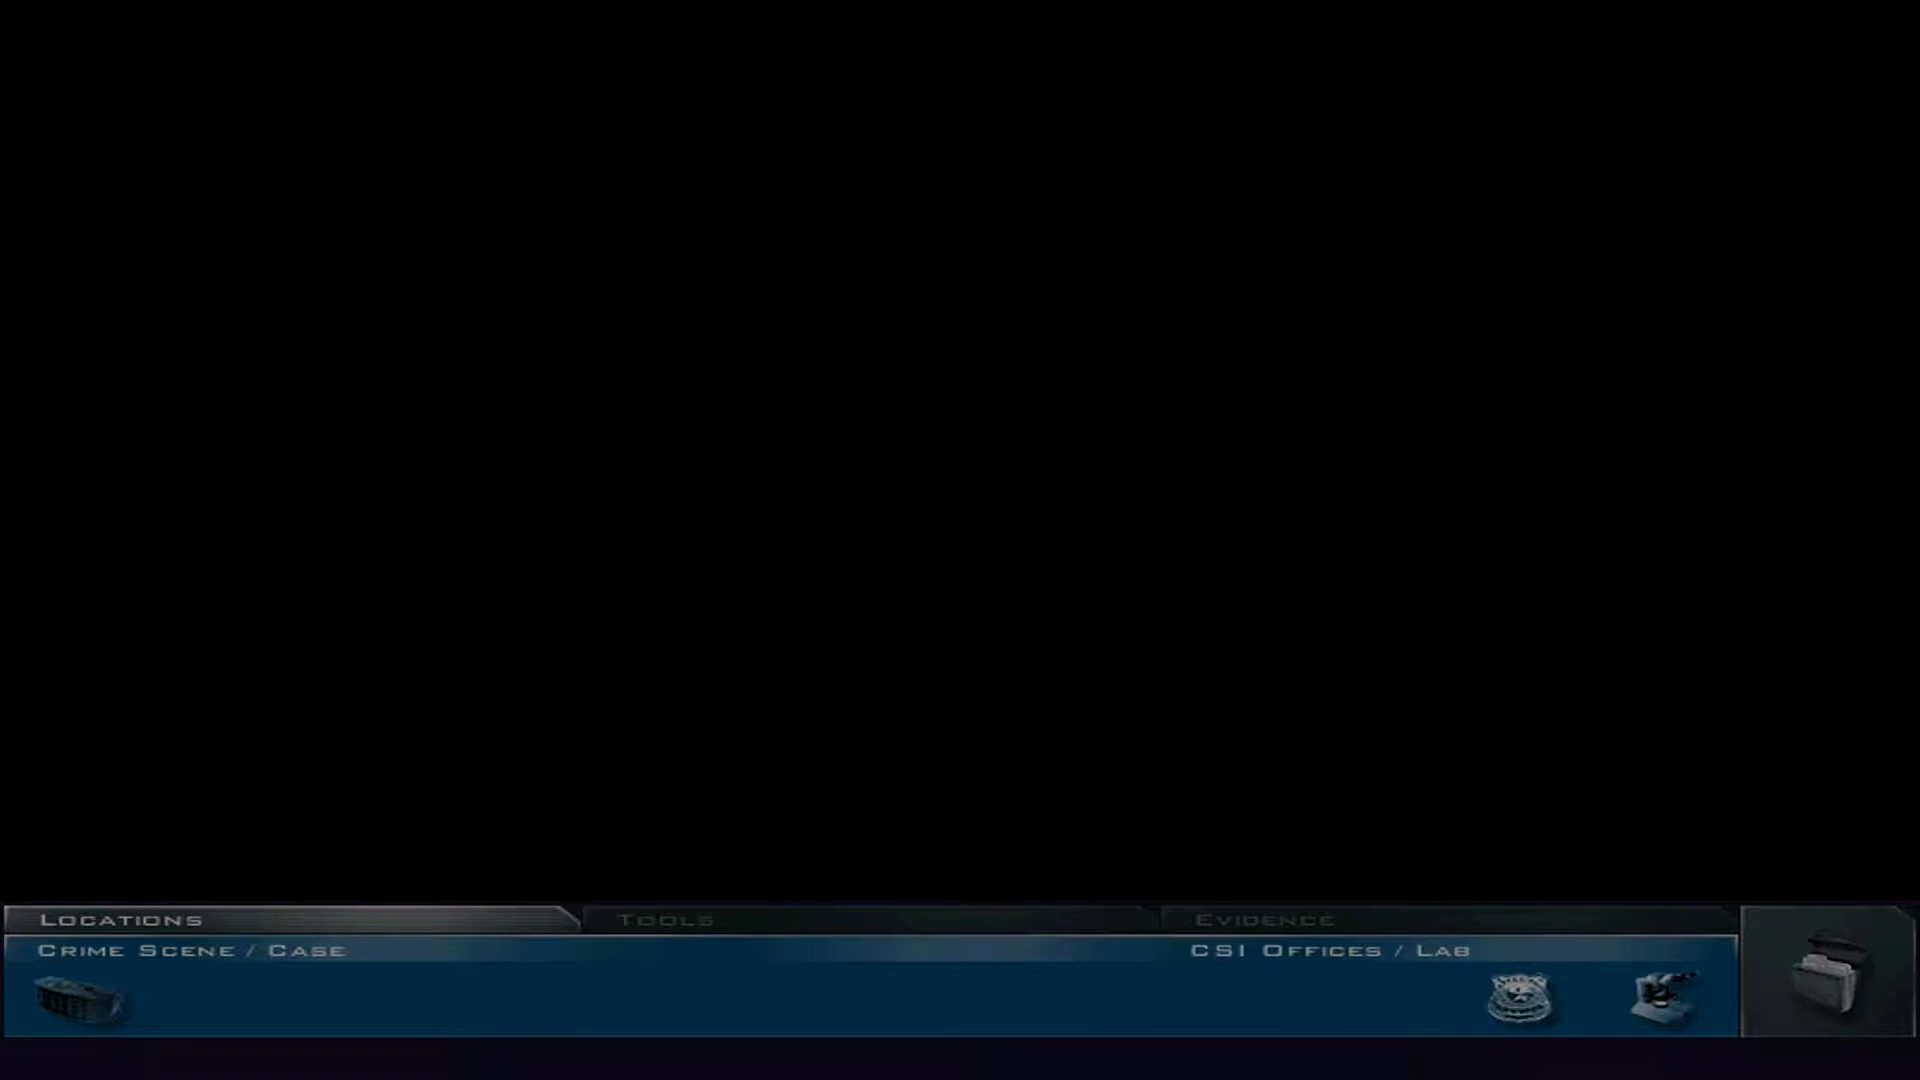 LOCATIONS
TOOLS
EVIDENCE
CRIME SCENE / CASE
CSI OFFICES / LAB